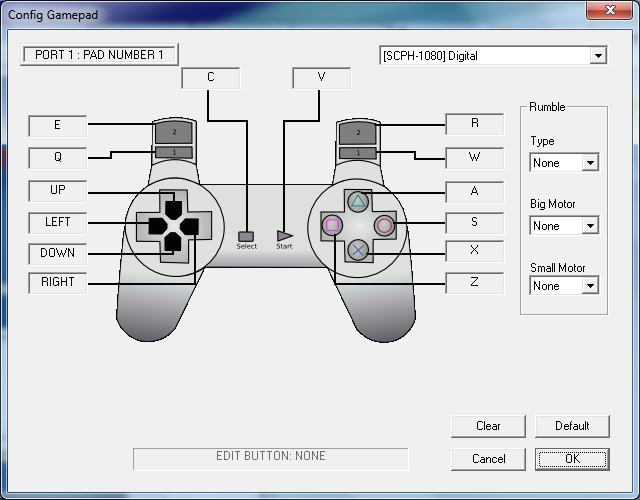 Config Gamepad
PORT 1 : PAD NUMBER 1
[SCPH-1080] Digital
C
V
E
Q
UP
LEFT
DOWN
RIGHT
2
1
Select
Start
2
1
R
W
A
S
X
Z
Rumble
Type
None
Big Motor
None
Small Motor
None
EDIT BUTTON: NONE
Clear
Default
Cancel
OK